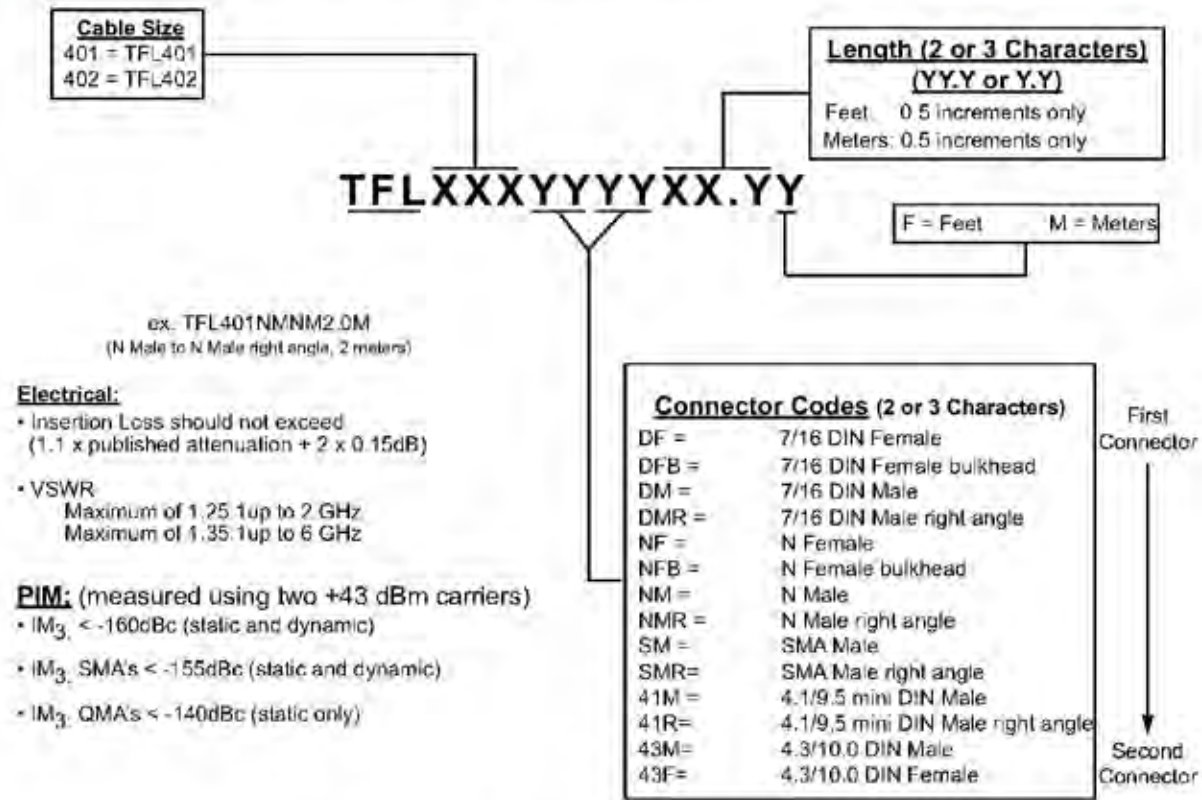 Cable Size
401 = TFL401
402 = TFL402
Length (2 or 3 Characters)
(YY.Y or Y.Y)
Feet: 0.5 increments only
Meters: 0.5 increments only
TFLXXXYYYYXX.YY
F = Feet M = Meters
ex. TFL401NMNM2.0M
(N Male to N Male right angle, 2 meters)
Electrical:
• Insertion Loss should not exceed
(1.1 x published attenuation + 2 x 0.15dB)
• VSWR
Maximum of 1.25:1up to 2 GHz
Maximum of 1.35:1up to 6 GHz
PIM: (measured using two +43 dBm carriers)
• IM3, < -160dBc (static and dynamic)
• IM3, SMA's < -155dBc (static and dynamic)
• IM3, QMA's < -140dBc (static only)
Connector Codes (2 or 3 Characters)
DF = 7/16 DIN Female
DFB = 7/16 DIN Female bulkhead
DM = 7/16 DIN Male
DMR = 7/16 DIN Male right angle
NF = N Female
NFB = N Female bulkhead
NM = N Male
NMR = N Male right angle
SM = SMA Male
SMR= SMA Male right angle
41M = 4.1/9.5 mini DIN Male
41R= 4.1/9.5 mini DIN Male right angle
43M= 4.3/10.0 DIN Male
43F= 4.3/10.0 DIN Female
First
Connector
Second
Connector